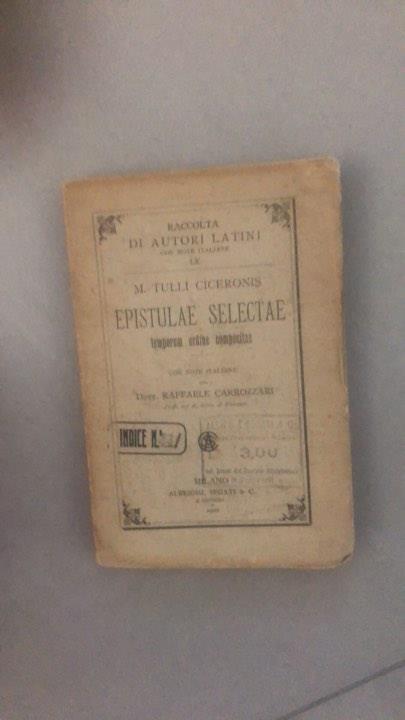 RACCOLTA
DI AUTORI LATINI
CON NOTE ITALIANE
LX
M. TULLI CICERONIS
EPISTULAE SELECTAE
temporum ordine compositae
CON NOTE ITALIANE
Dott. RAFFAELE CARROZZARI
INDICE N.
3,00
MILANO
ALBRIGHI, SEGATI & C.